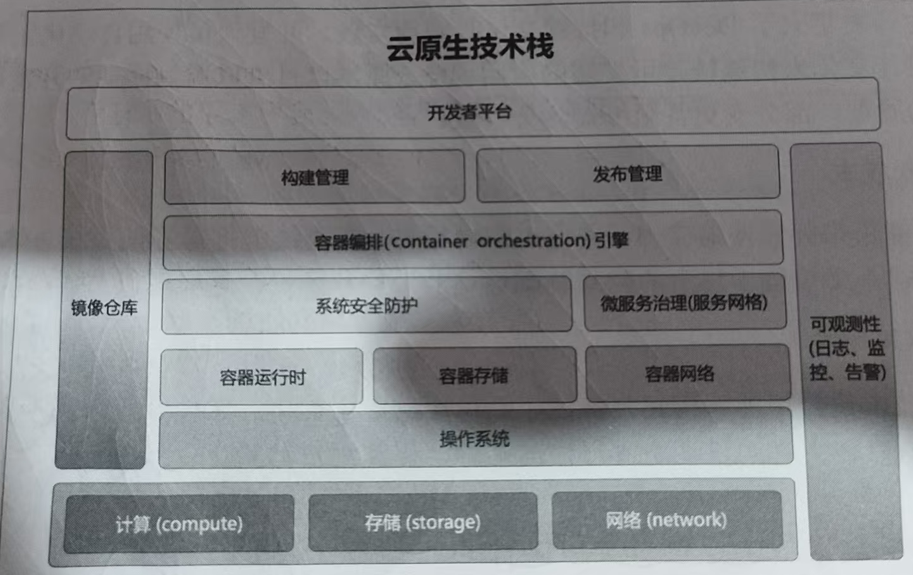 云原生技术栈
开发者平台
构建管理
发布管理
容器编排(container orchestration)引擎
镜像仓库
系统安全防护
微服务治理(服务网格)
可观测性
(日志、监
控、告警)
容器运行时
容器存储
容器网络
操作系统
计算 (compute)
存储 (storage)
网络 (network)